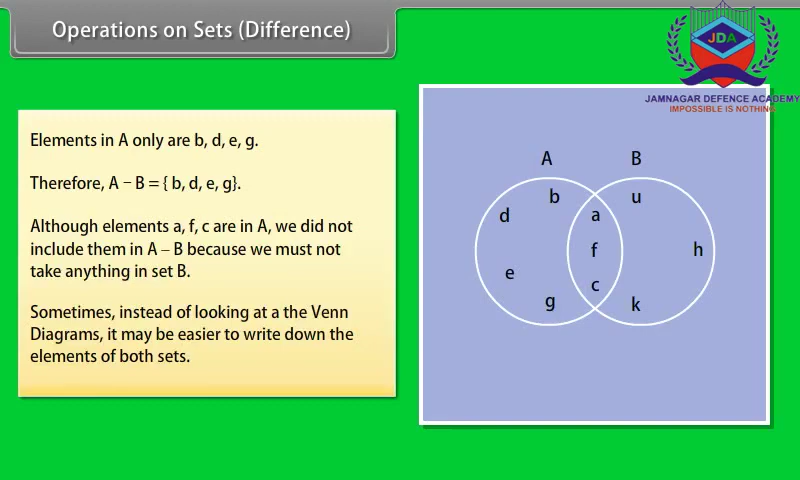 Operations on Sets (Difference)
JDA
JAMNAGAR DEFENCE ACADEMY
IMPOSSIBLE IS NOTHING
Elements in A only are b, d, e, g.
Therefore, A – B = { b, d, e, g}.
Although elements a, f, c are in A, we did not
include them in A – B because we must not
take anything in set B.
Sometimes, instead of looking at a the Venn
Diagrams, it may be easier to write down the
elements of both sets.
A B
b u
d a
f h
e c
g k